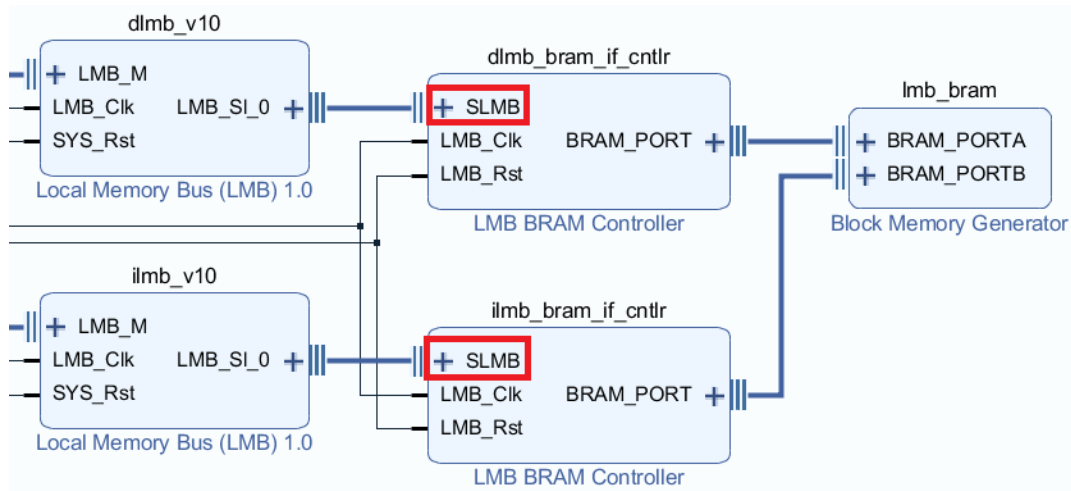 dlmb_v10
LMB_M
LMB_Clk LMB_Sl_0
SYS_Rst
Local Memory Bus (LMB) 1.0
dlmb_bram_if_cntlr
SLMB
LMB_Clk BRAM_PORT
LMB_Rst
LMB BRAM Controller
lmb_bram
BRAM_PORTA
BRAM_PORTB
Block Memory Generator
ilmb_v10
LMB_M
LMB_Clk LMB_Sl_0
SYS_Rst
Local Memory Bus (LMB) 1.0
ilmb_bram_if_cntlr
SLMB
LMB_Clk BRAM_PORT
LMB_Rst
LMB BRAM Controller